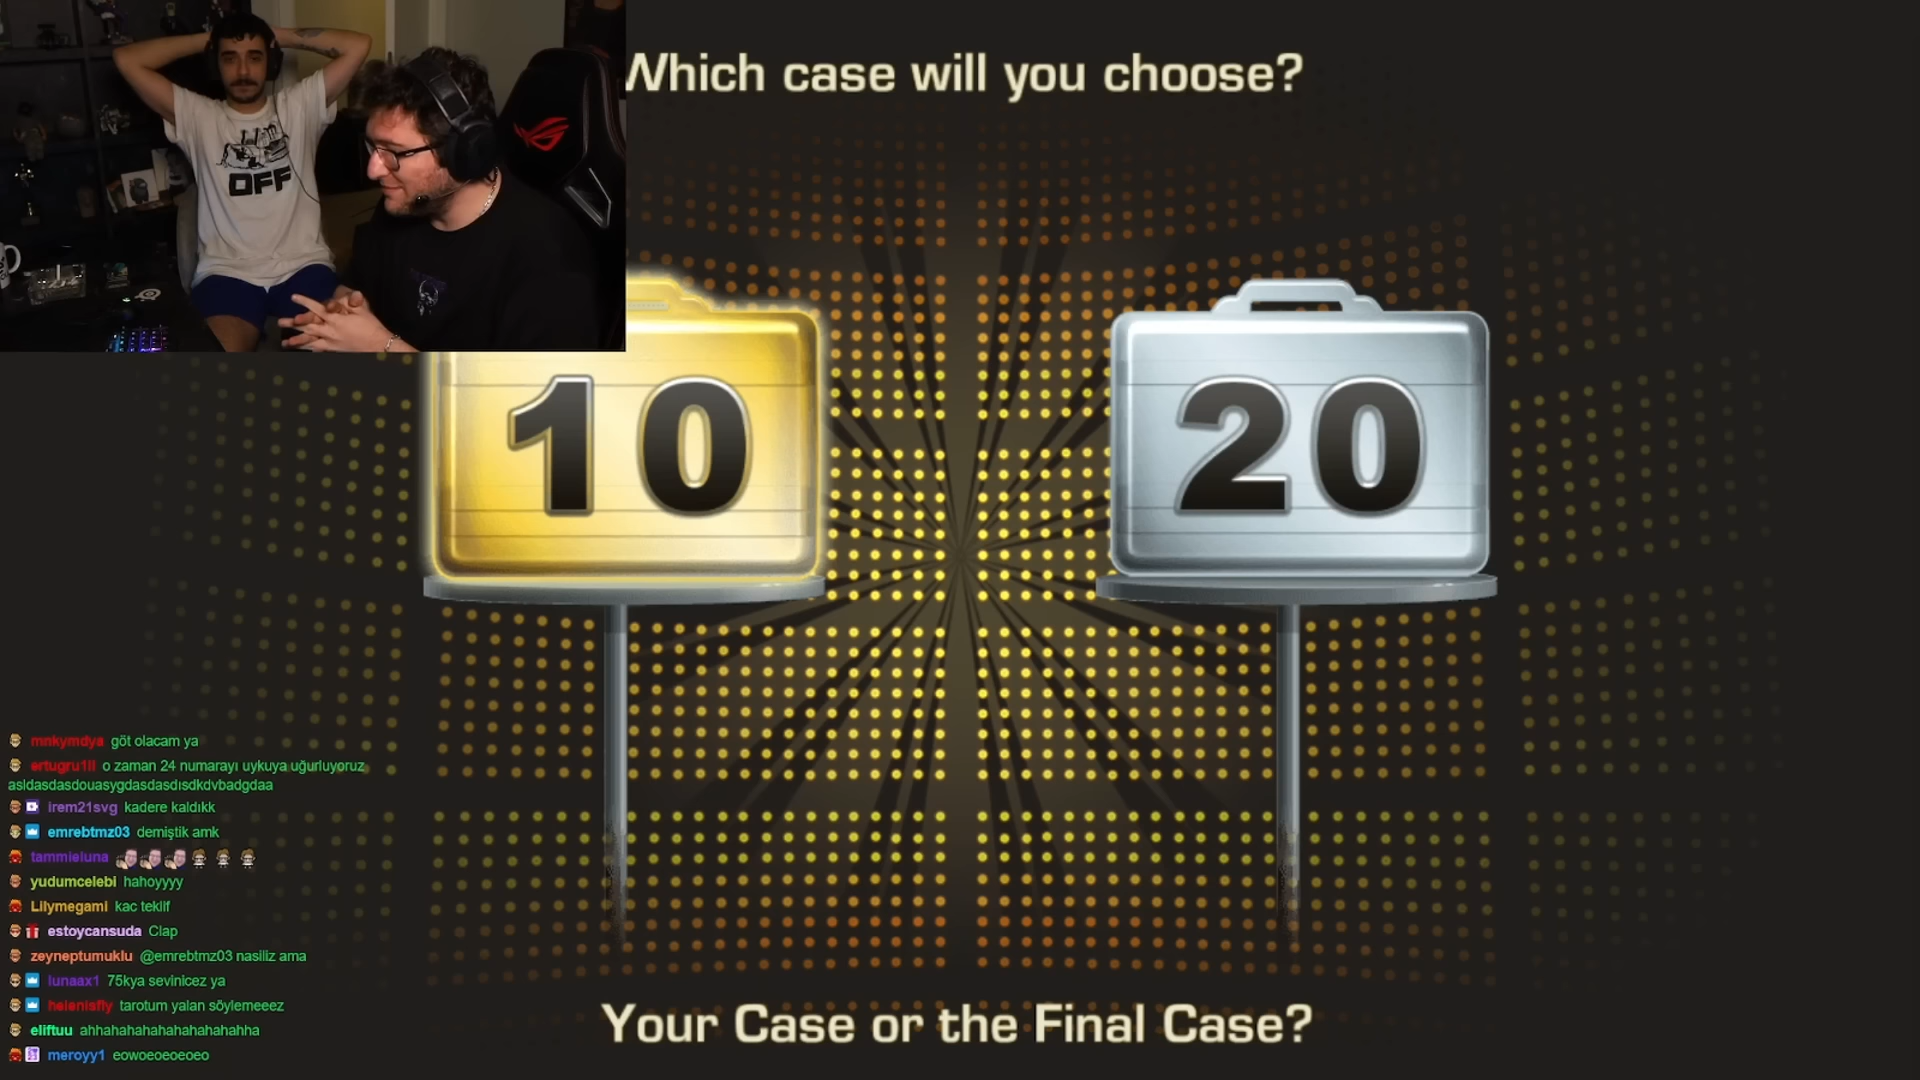 Which case will you choose?
OFF
10
20
mnkymdya göt olacam ya
ertugru1ll o zaman 24 numarayı uykuya uğurluyoruz
asldasdasdouasygdasdasdısdkdvbadgdaa
irem21svg kadere kaldıkk
emrebtmz03 demiştik amk
tammieluna
yudumcelebi hahoyyyy
Lilymegami kac teklif
estoycansuda Clap
zeyneptumuklu @emrebtmz03 nasiliz ama
lunaax1 75kya sevinicez ya
helenisfly tarotum yalan söylemeeez
eliftuu ahhahahahahahahahahha
meroyy1 eowoeoeoeoeo
Your Case or the Final Case?